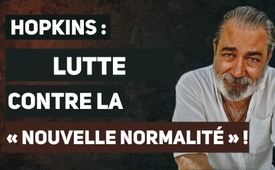 HOPKINS :
LUTTE
CONTRE LA
« NOUVELLE NORMALITÉ » !